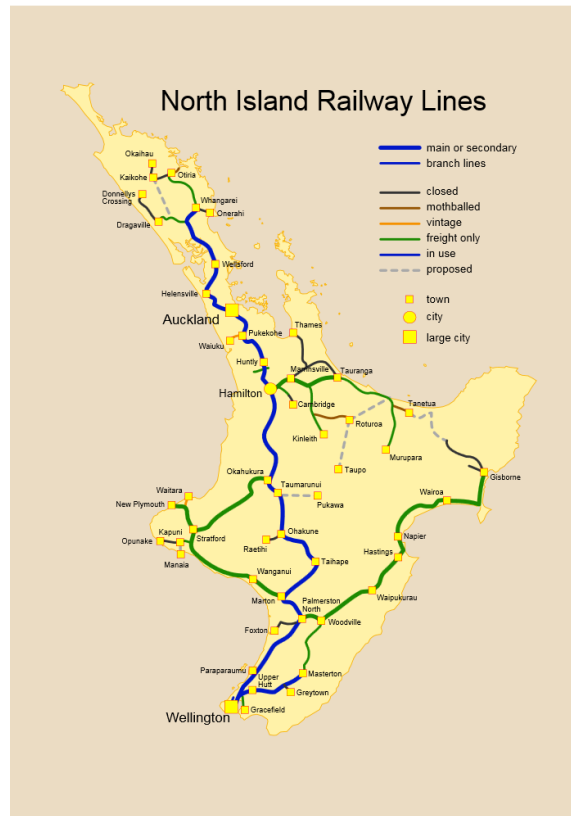 North Island Railway Lines
main or secondary
branch lines
closed
mothballed
vintage
freight only
in use
proposed
town
city
large city
Okaihau
Otiria
Kaikohe
Donnellys
Crossing
Whangarei
Onerahi
Dragaville
Wellsford
Helensville
Auckland
Pukekohe
Waiuku
Thames
Huntly
Marrinsville
Tauranga
Hamilton
Cambridge
Tanetua
Roturoa
Kinleith
Murupara
Taupo
Okahukura
Gisborne
Taumarunui
Waitara
Pukawa
Wairoa
New Plymouth
Kapuni
Stratford
Ohakune
Opunake
Raetihi
Napier
Manaia
Taihape
Hastings
Wanganui
Marton
Palmerston
North
Waipukurau
Woodville
Foxton
Paraparaumu
Upper
Hutt
Masterton
Greytown
Wellington
Gracefield